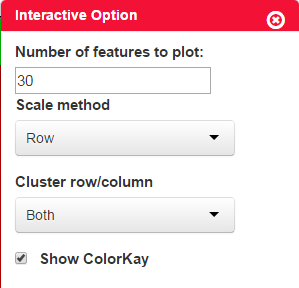 Interactive Option
Number of features to plot:
30
Scale method
Row
Cluster row/column
Both
Show ColorKay